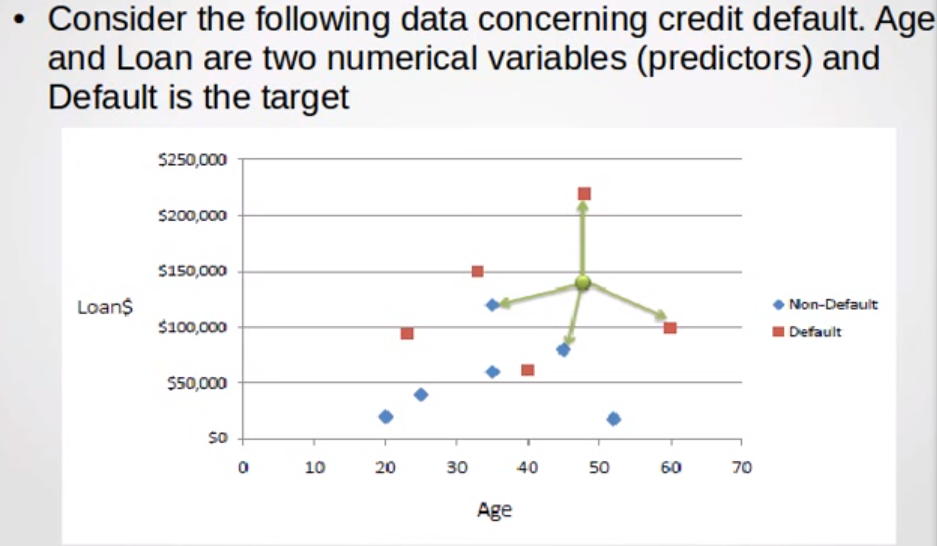 • Consider the following data concerning credit default. Age
and Loan are two numerical variables (predictors) and
Default is the target
$250,000
$200,000
$150,000
Loan$
$100,000
$50,000
$0
0 10 20 30 40 50 60 70
Age
Non-Default
Default